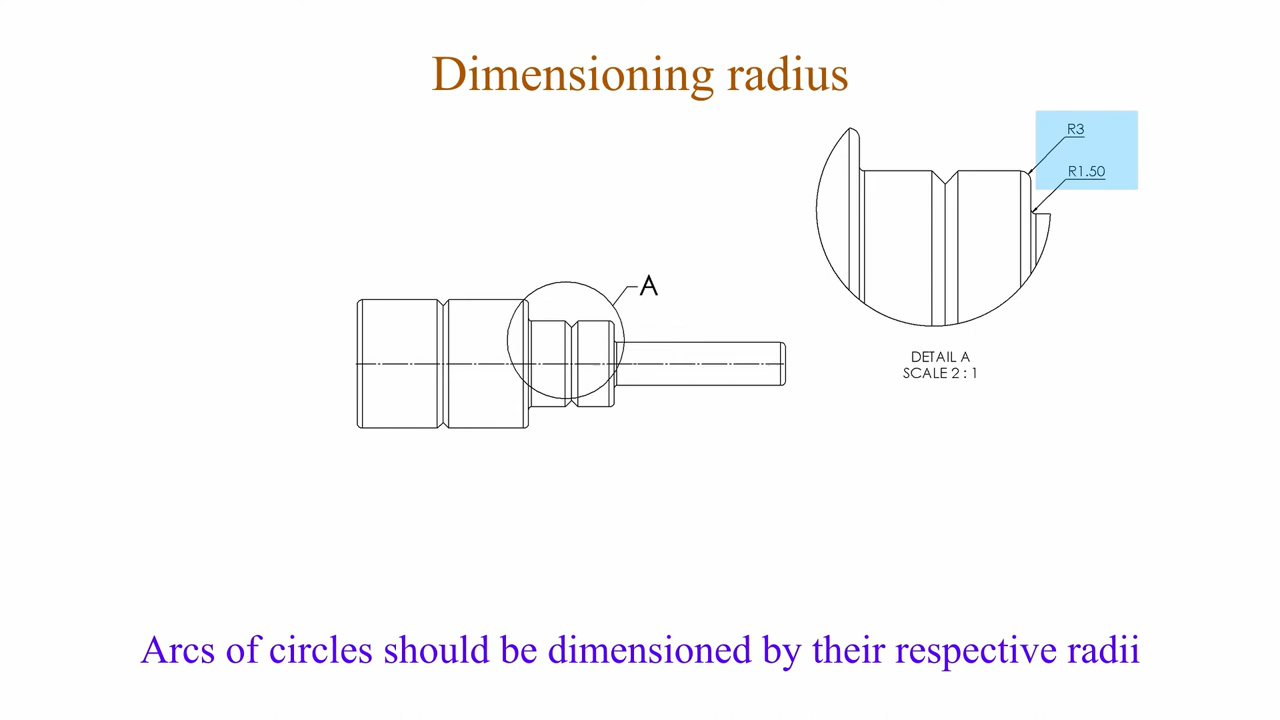 Dimensioning radius
R3
R1.50
A
DETAIL A
SCALE 2 : 1
Arcs of circles should be dimensioned by their respective radii